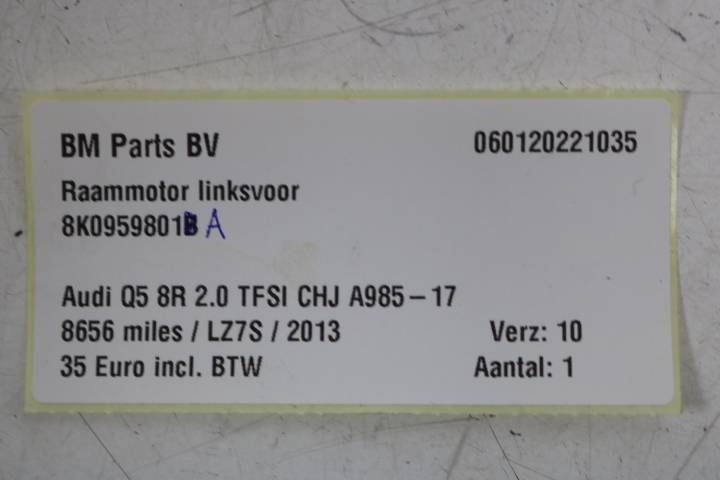 BM Parts BV 060120221035
Raammotor linksvoor
8K0959801B A
Audi Q5 8R 2.0 TFSI CHJ A985-17
8656 miles / LZ7S / 2013 Verz: 10
35 Euro incl. BTW Aantal: 1